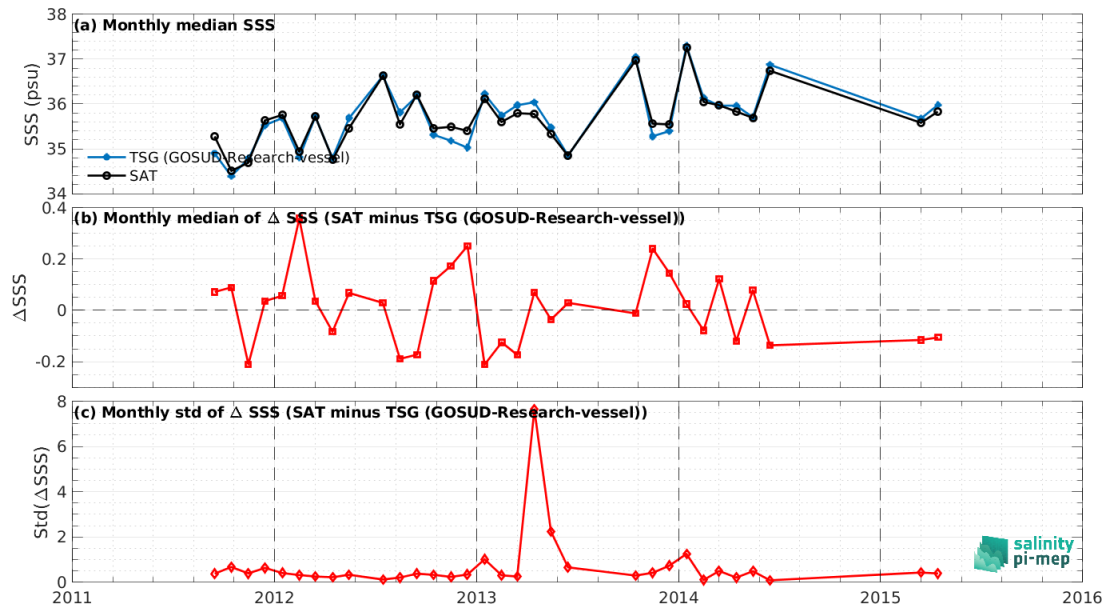 (a) Monthly median SSS
38
37
36
35
34
SSS (psu)
TSG (GOSUD-Research-vessel)
SAT
(b) Monthly median of Δ SSS (SAT minus TSG (GOSUD-Research-vessel))
0.4
0.2
0
-0.2
ΔSSS
(c) Monthly std of Δ SSS (SAT minus TSG (GOSUD-Research-vessel))
8
6
4
2
0
Std(ΔSSS)
salinity
pi-mep
2011 2012 2013 2014 2015 2016